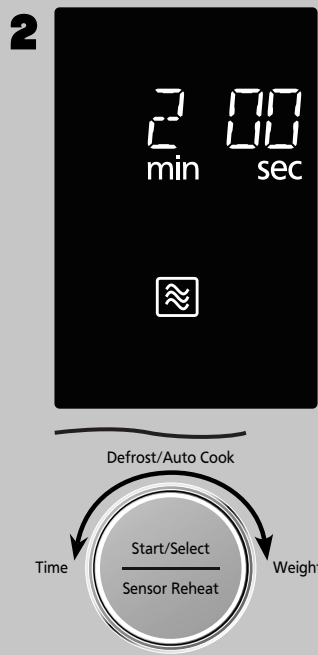 2
2 00
min sec
Defrost/Auto Cook
Time
Weight
Start/Select
Sensor Reheat